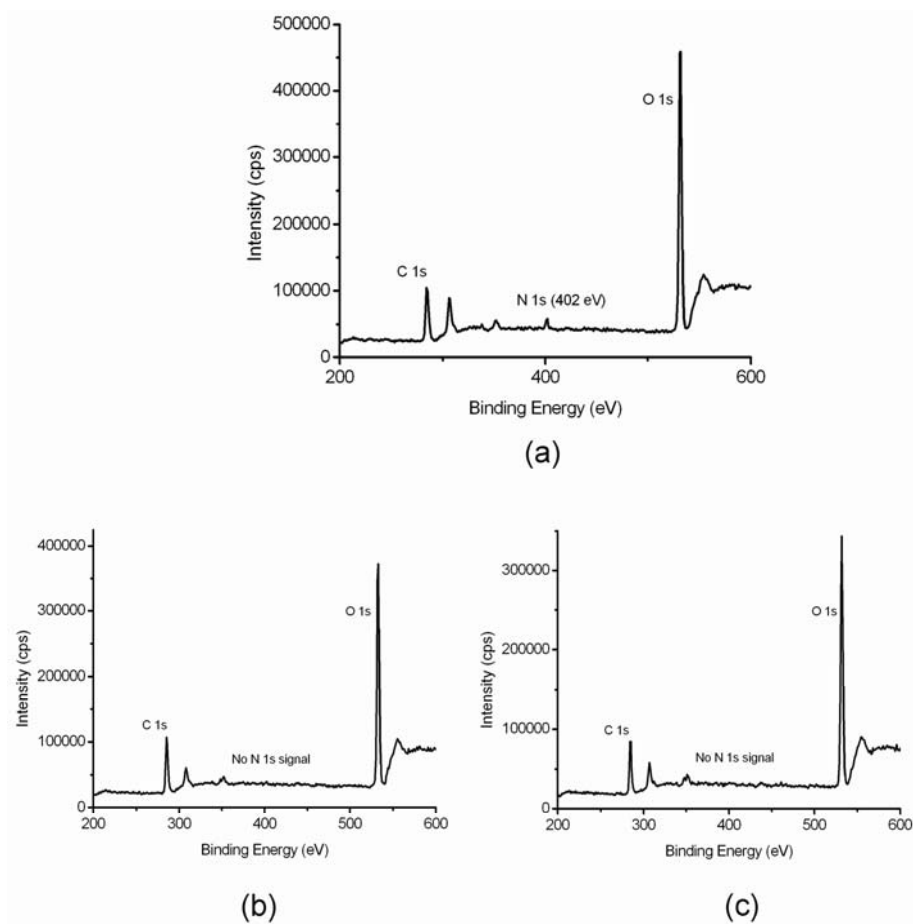 500000
400000
300000
200000
100000
0
200
400
600
Intensity (cps)
Binding Energy (eV)
C 1s
N 1s (402 eV)
O 1s
(a)
400000
300000
200000
100000
0
200
300
400
500
600
Intensity (cps)
Binding Energy (eV)
C 1s
No N 1s signal
O 1s
(b)
300000
200000
100000
0
200
300
400
500
600
Intensity (cps)
Binding Energy (eV)
C 1s
No N 1s signal
O 1s
(c)